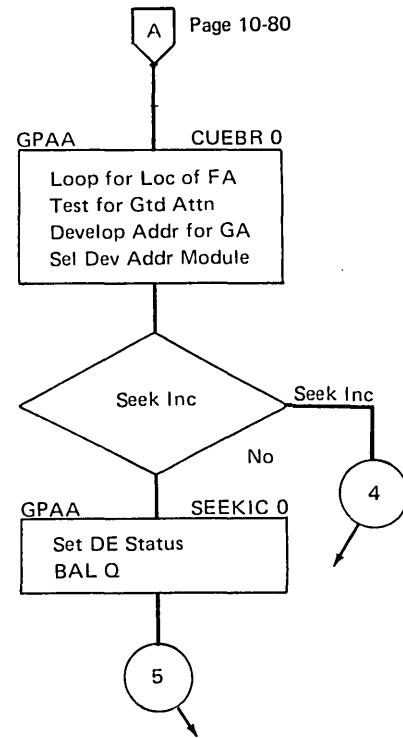 A Page 10-80
GPAA CUEBR 0
Loop for Loc of FA
Test for Gtd Attn
Develop Addr for GA
Sel Dev Addr Module
Seek Inc
Seek Inc
No
4
GPAA SEEKIC 0
Set DE Status
BAL Q
5